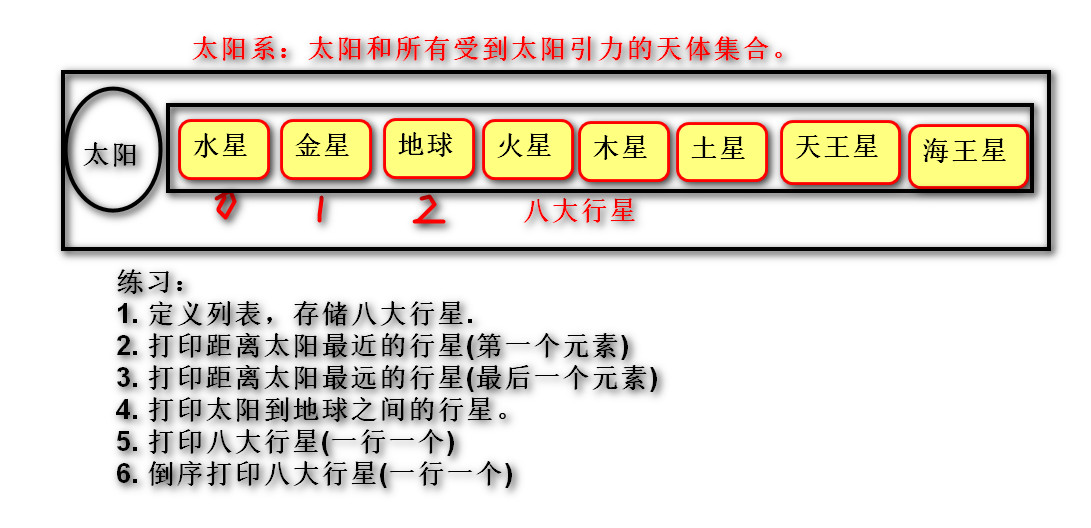 太阳系：太阳和所有受到太阳引力的天体集合。
太阳 水星 金星 地球 火星 木星 土星 天王星 海王星
0 1 2 八大行星
练习：
1. 定义列表，存储八大行星.
2. 打印距离太阳最近的行星(第一个元素)
3. 打印距离太阳最远的行星(最后一个元素)
4. 打印太阳到地球之间的行星。
5. 打印八大行星(一行一个)
6. 倒序打印八大行星(一行一个)